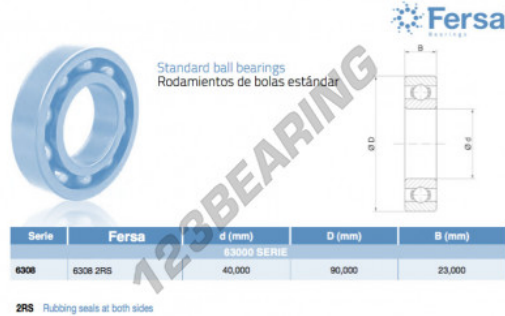 Fersa
Bearings
Standard ball bearings
Rodamientos de bolas estándar
B
Ø D
Ø d
123BEARING
Serie Fersa d (mm) D (mm) B (mm)
63000 SERIE
6308 6308 2RS 40,000 90,000 23,000
2RS Rubbing seals at both sides